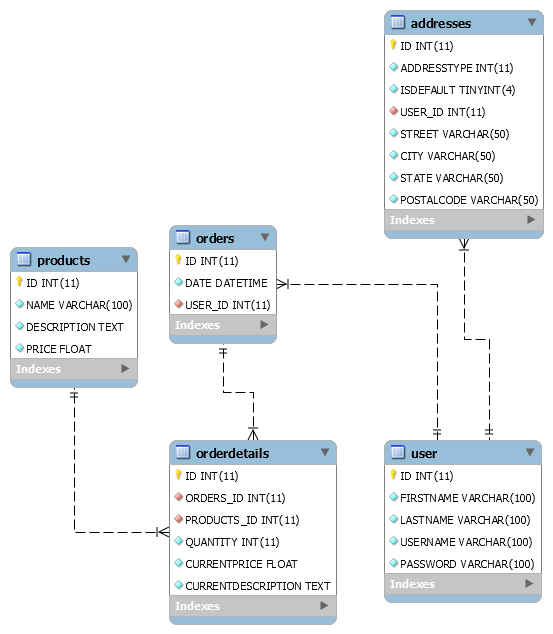 addresses
ID INT(11)
ADDRESSTYPE INT(11)
ISDEFAULT TINYINT(4)
USER_ID INT(11)
STREET VARCHAR(50)
CITY VARCHAR(50)
STATE VARCHAR(50)
POSTALCODE VARCHAR(50)
Indexes
orders
ID INT(11)
DATE DATETIME
USER_ID INT(11)
Indexes
products
ID INT(11)
NAME VARCHAR(100)
DESCRIPTION TEXT
PRICE FLOAT
Indexes
orderdetails
ID INT(11)
ORDERS_ID INT(11)
PRODUCTS_ID INT(11)
QUANTITY INT(11)
CURRENTPRICE FLOAT
CURRENTDESCRIPTION TEXT
Indexes
user
ID INT(11)
FIRSTNAME VARCHAR(100)
LASTNAME VARCHAR(100)
USERNAME VARCHAR(100)
PASSWORD VARCHAR(100)
Indexes